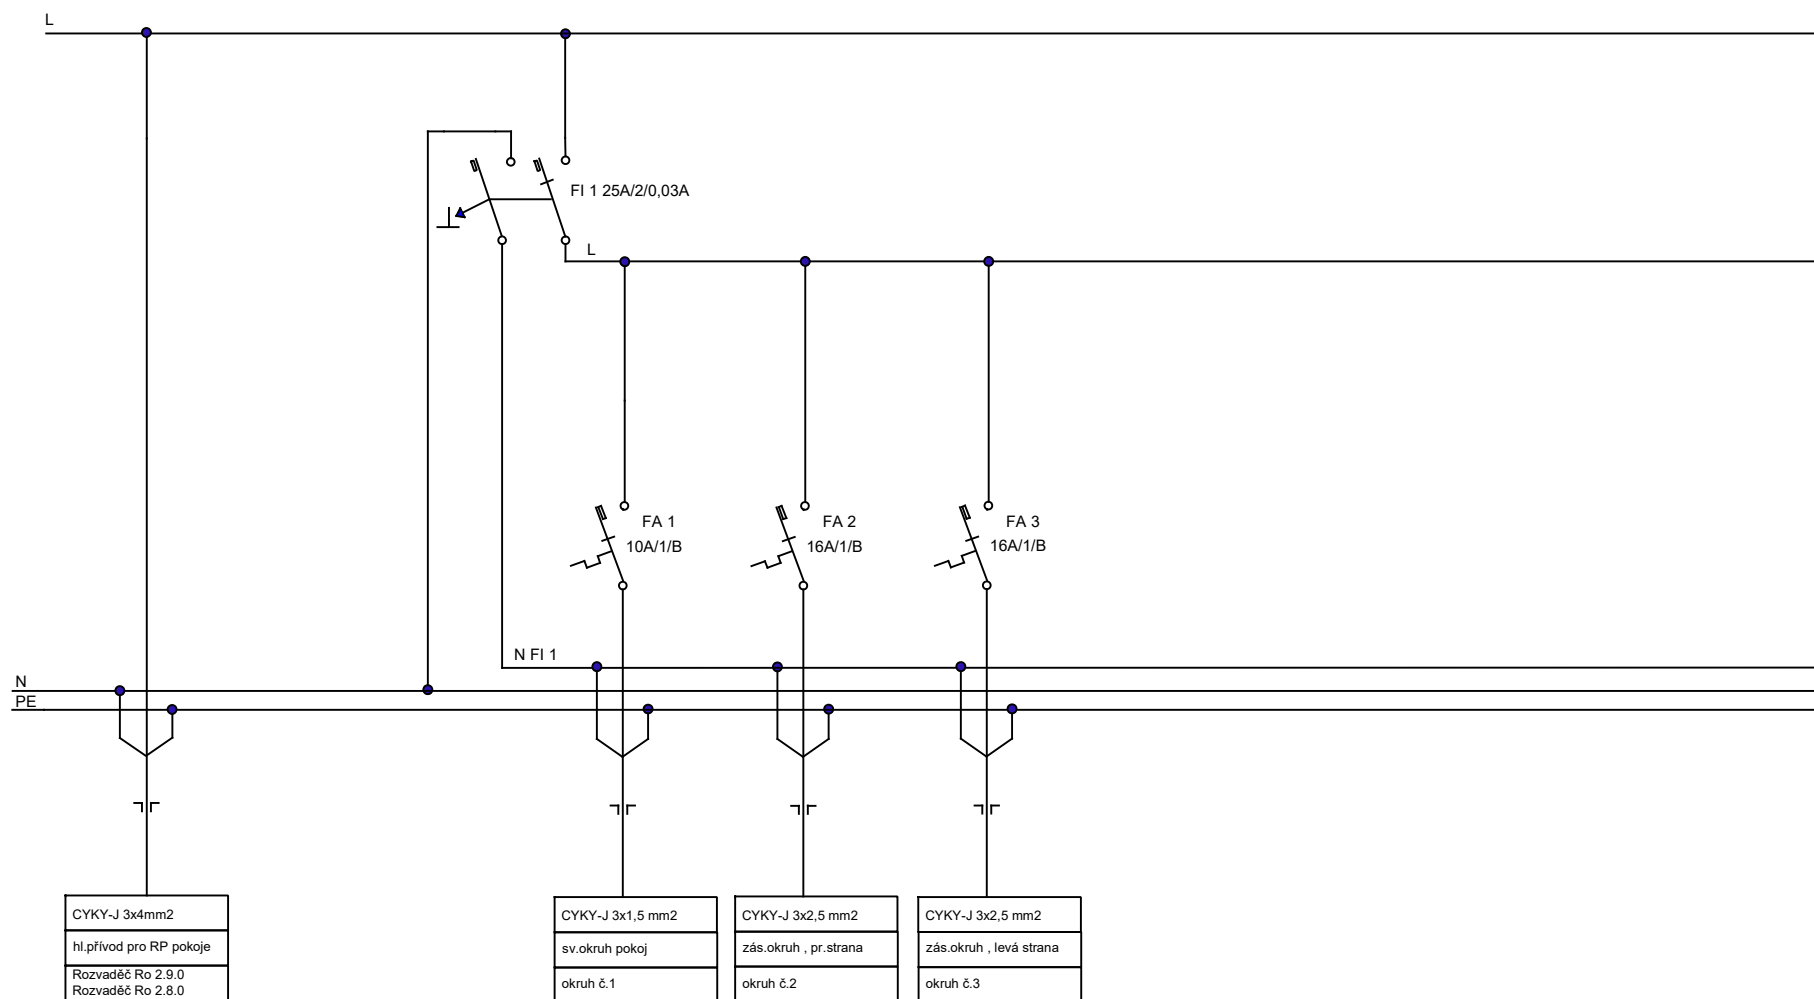 L
FI 1 25A/2/0,03A
L
FA 1
10A/1/B
FA 2
16A/1/B
FA 3
16A/1/B
N FI 1
N
PE
CYKY-J 3x4mm2
hl.přívod pro RP pokoje
Rozvaděč Ro 2.9.0
Rozvaděč Ro 2.8.0
CYKY-J 3x1,5 mm2
sv.okruh pokoj
okruh č.1
CYKY-J 3x2,5 mm2
zás.okruh , pr.strana
okruh č.2
CYKY-J 3x2,5 mm2
zás.okruh , levá strana
okruh č.3